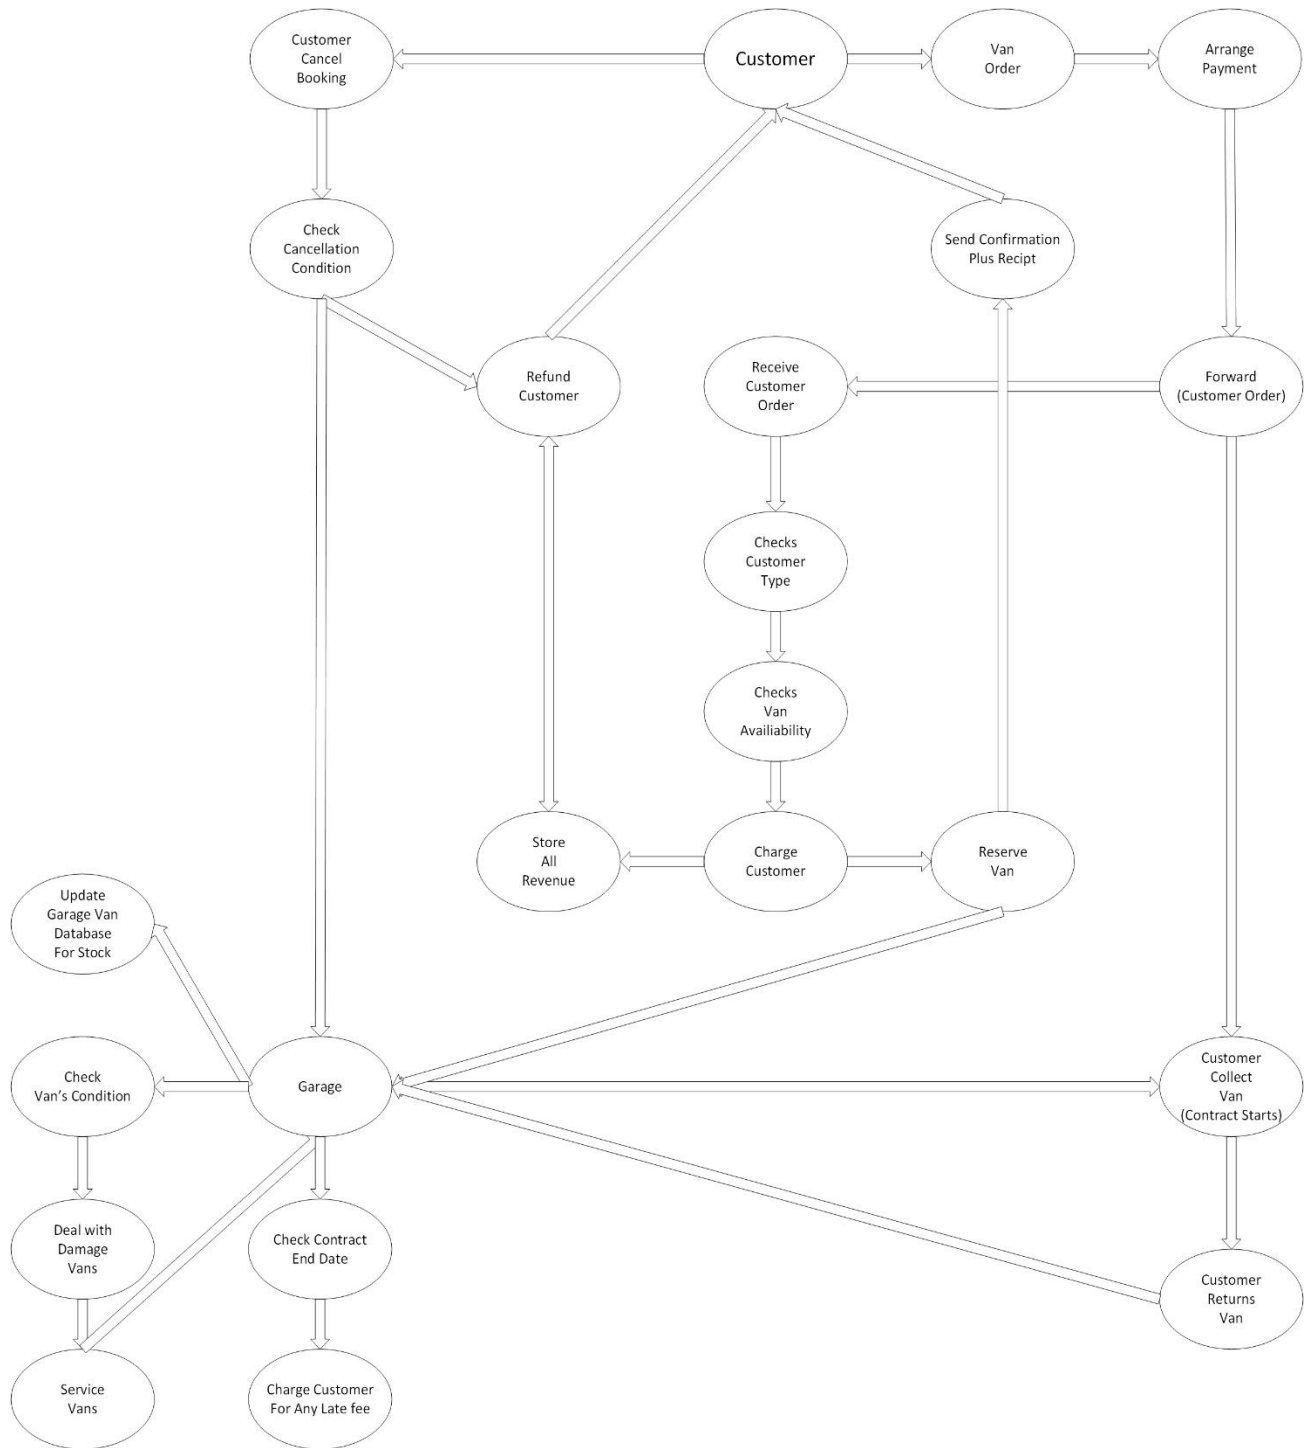 Customer
Cancel
Booking
Customer
Van
Order
Arrange
Payment
Check
Cancellation
Condition
Send Confirmation
Plus Recipt
Refund
Customer
Receive
Customer
Order
Forward
(Customer Order)
Checks
Customer
Type
Checks
Van
Availiability
Store
All
Revenue
Charge
Customer
Reserve
Van
Update
Garage Van
Database
For Stock
Check
Van's Condition
Garage
Customer
Collect
Van
(Contract Starts)
Deal with
Damage
Vans
Check Contract
End Date
Customer
Returns
Van
Service
Vans
Charge Customer
For Any Late fee